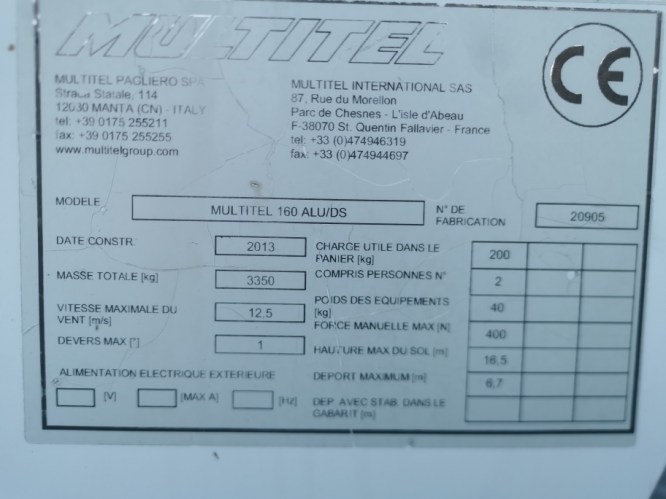 MULTITEL
MULTITEL PAGLIERO SPA
Strada Statale, 114
12030 MANTA (CN) - ITALY
tel: +39 0175 255211
fax: +39 0175 255255
www.multitelgroup.com
MULTITEL INTERNATIONAL SAS
87, Rue du Morellon
Parc de Chesnes - L'isle d'Abeau
F-38070 St. Quentin Fallavier - France
tel: +33 (0)474946319
fax: +33 (0)474944697
CE
MODELE MULTITEL 160 ALU/DS
N° DE
FABRICATION 20905
DATE CONSTR. 2013
MASSE TOTALE [kg] 3350
VITESSE MAXIMALE DU
VENT [m/s] 12.5
DEVERS MAX [°] 1
ALIMENTATION ELECTRIQUE EXTERIEURE
[V] [MAX A] [Hz]
CHARGE UTILE DANS LE
PANIER [kg] 200
COMPRIS PERSONNES N° 2
POIDS DES EQUIPEMENTS
[kg] 40
FORCE MANUELLE MAX [N] 400
HAUTURE MAX DU SOL [m] 16,5
DEPORT MAXIMUM [m] 6,7
DEP. AVEC STAB. DANS LE
GABARIT [m]